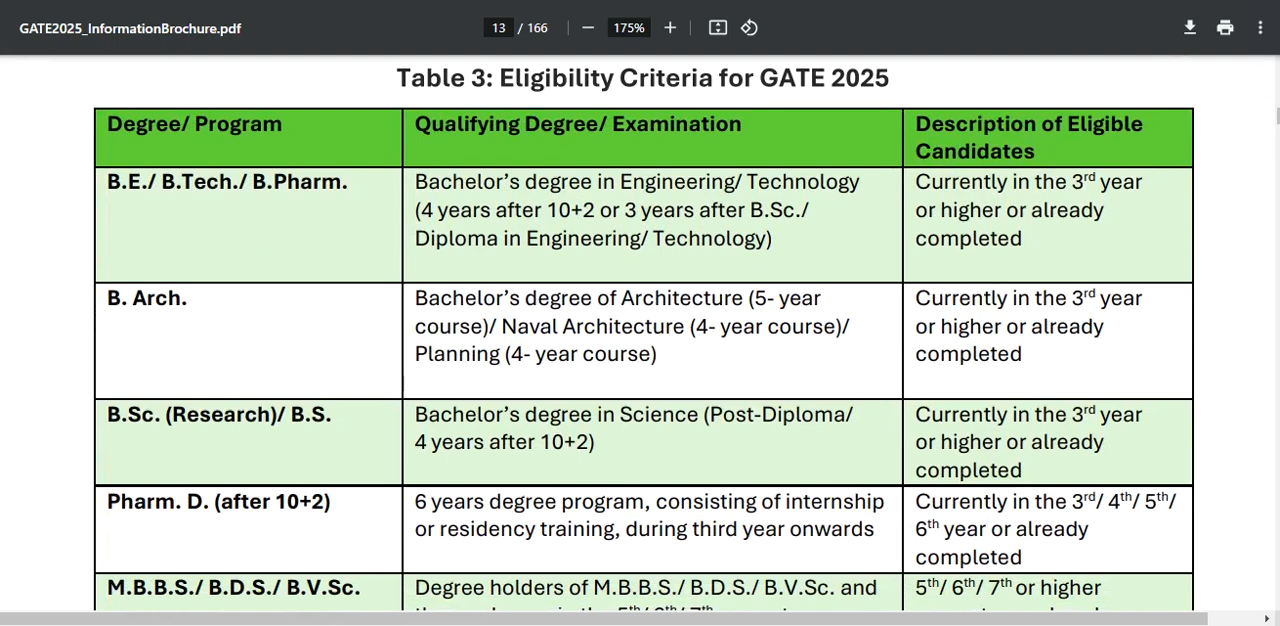 GATE2025_InformationBrochure.pdf
13 / 166
175%
Table 3: Eligibility Criteria for GATE 2025
Degree/ Program
Qualifying Degree/ Examination
Description of Eligible
Candidates
B.E./ B.Tech./ B.Pharm.
Bachelor’s degree in Engineering/ Technology
(4 years after 10+2 or 3 years after B.Sc./
Diploma in Engineering/ Technology)
Currently in the 3rd year
or higher or already
completed
B. Arch.
Bachelor’s degree of Architecture (5- year
course)/ Naval Architecture (4- year course)/
Planning (4- year course)
Currently in the 3rd year
or higher or already
completed
B.Sc. (Research)/ B.S.
Bachelor’s degree in Science (Post-Diploma/
4 years after 10+2)
Currently in the 3rd year
or higher or already
completed
Pharm. D. (after 10+2)
6 years degree program, consisting of internship
or residency training, during third year onwards
Currently in the 3rd/ 4th/ 5th/
6th year or already
completed
M.B.B.S./ B.D.S./ B.V.Sc.
Degree holders of M.B.B.S./ B.D.S./ B.V.Sc. and
5th/ 6th/ 7th or higher